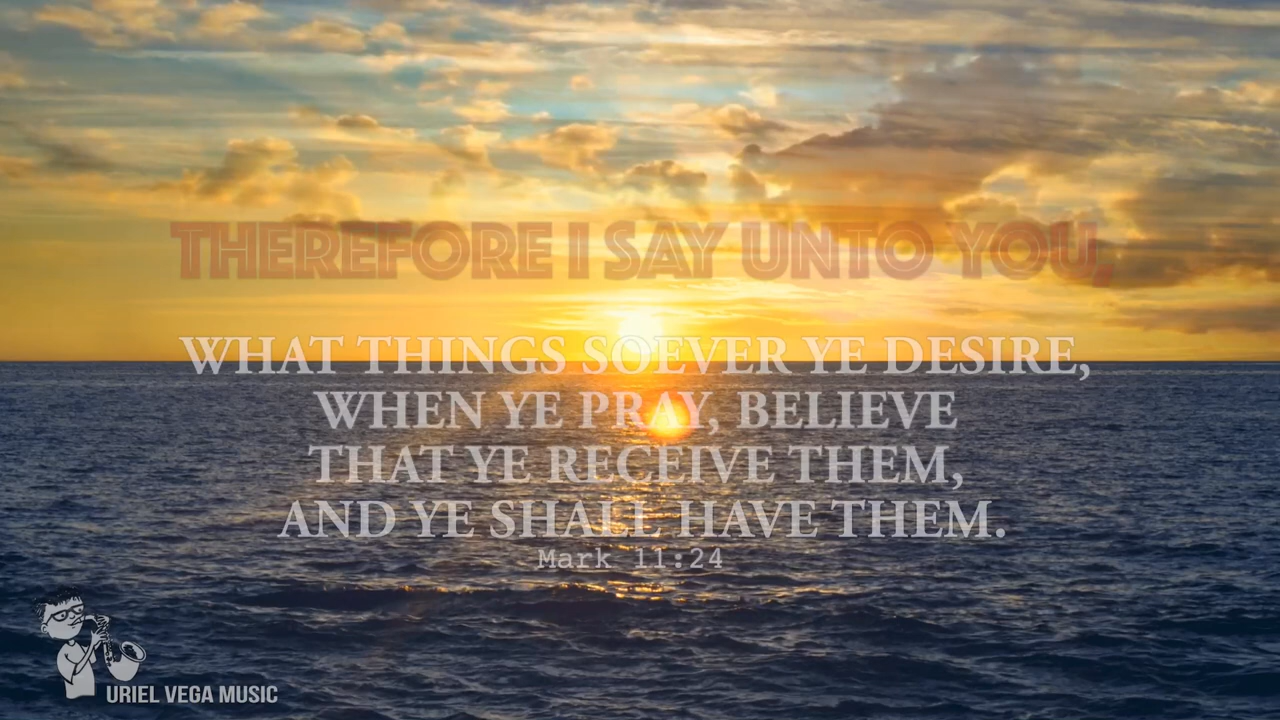 THEREFORE I SAY UNTO YOU,
WHAT THINGS SOEVER YE DESIRE,
WHEN YE PRAY, BELIEVE
THAT YE RECEIVE THEM,
AND YE SHALL HAVE THEM.
Mark 11:24
URIEL VEGA MUSIC